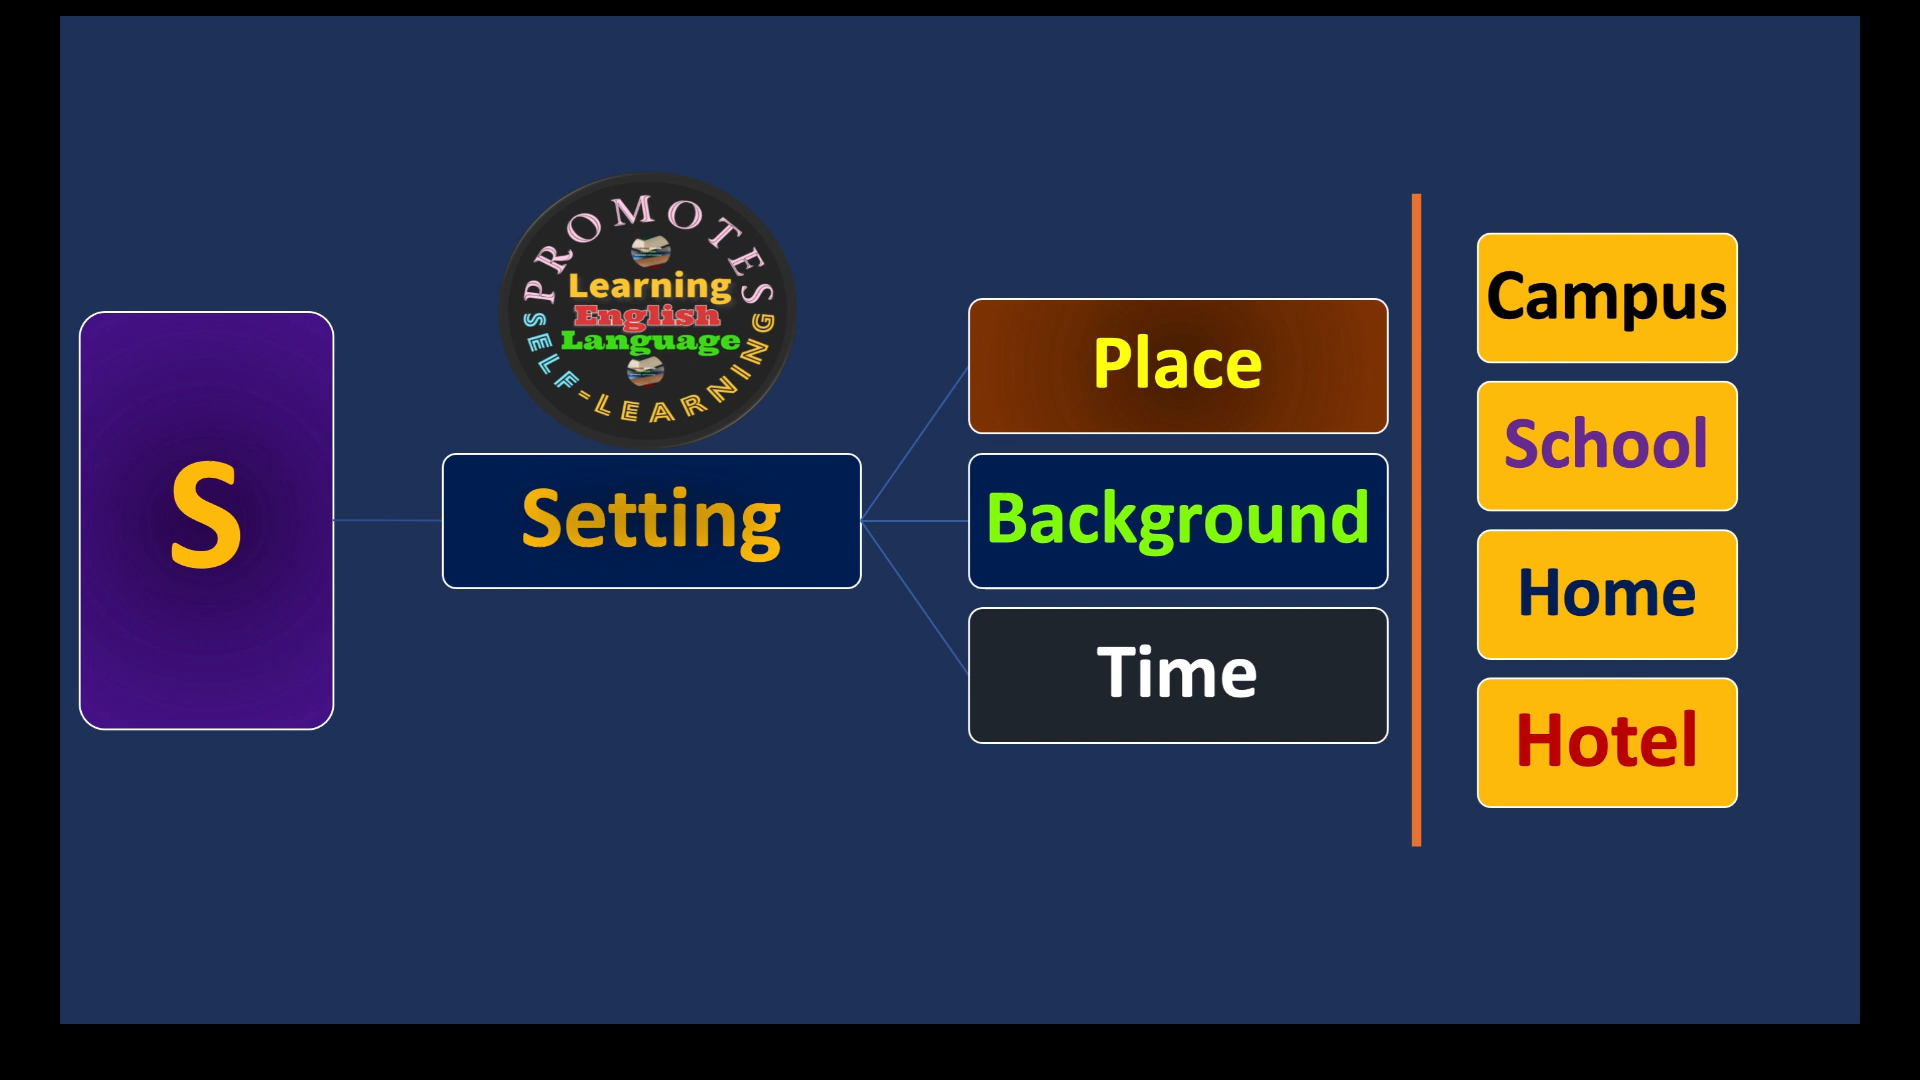 S
PROMOTES
Learning
English
Language
SELF-LEARNING
Setting
Place
Background
Time
Campus
School
Home
Hotel